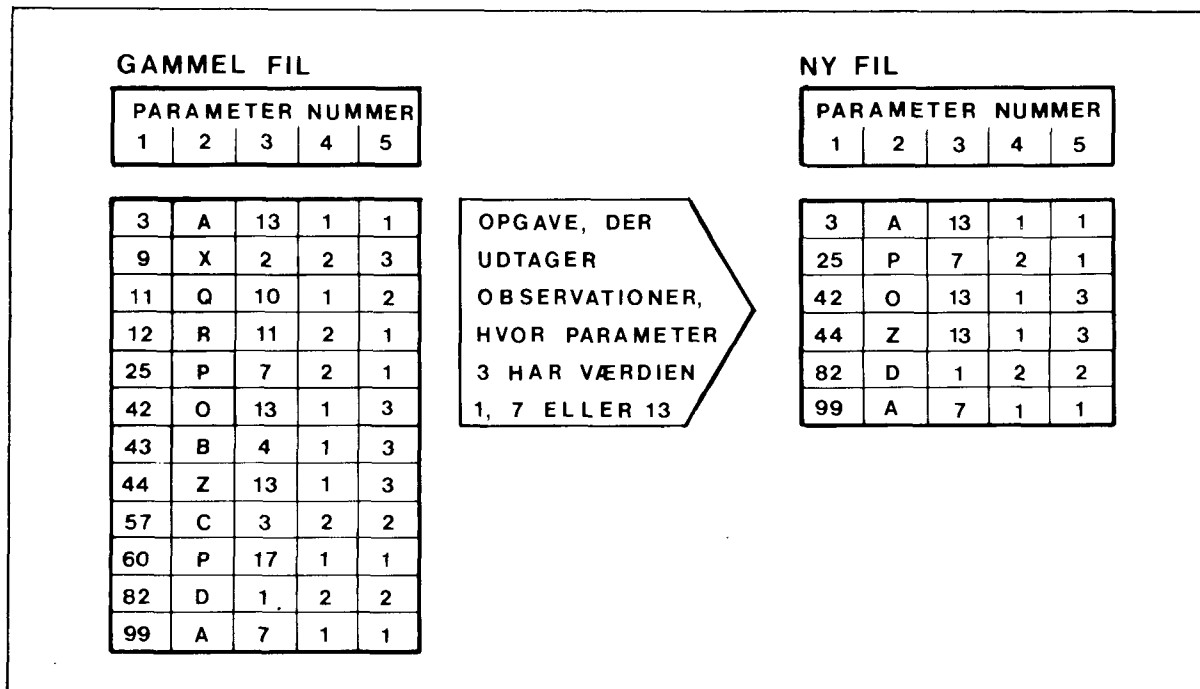 GAMMEL FIL
PARAMETER NUMMER
1 2 3 4 5
3 A 13 1 1
9 X 2 2 3
11 Q 10 1 2
12 R 11 2 1
25 P 7 2 1
42 O 13 1 3
43 B 4 1 3
44 Z 13 1 3
57 C 3 2 2
60 P 17 1 1
82 D 1 2 2
99 A 7 1 1
OPGAVE, DER
UDTAGER
OBSERVATIONER,
HVOR PARAMETER
3 HAR VÆRDIEN
1, 7 ELLER 13
NY FIL
PARAMETER NUMMER
1 2 3 4 5
3 A 13 1 1
25 P 7 2 1
42 O 13 1 3
44 Z 13 1 3
82 D 1 2 2
99 A 7 1 1